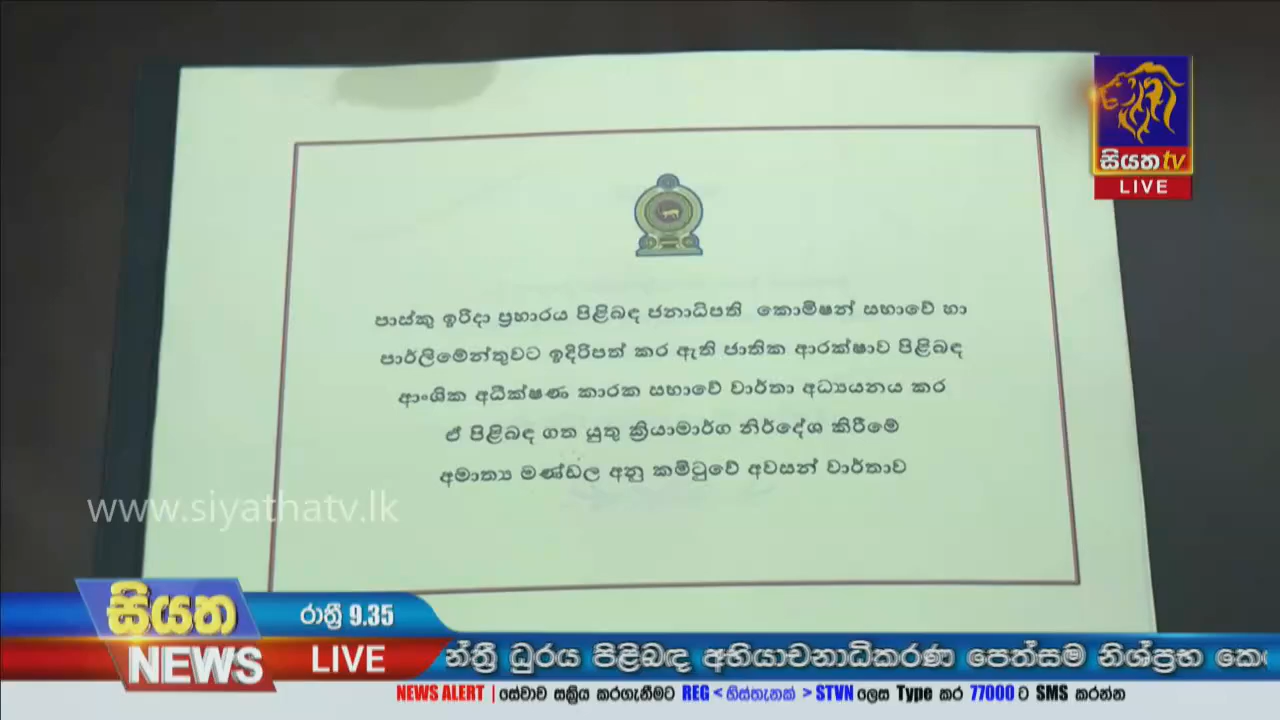 සියත tv
LIVE
පාස්කු ඉරිදා ප්‍රහාරය පිළිබඳ ජනාධිපති කොමිෂන් සභාවේ හා
පාර්ලිමේන්තුවට ඉදිරිපත් කර ඇති ජාතික ආරක්ෂාව පිළිබඳ
ආංශික අධීක්ෂණ කාරක සභාවේ වාර්තා අධ්‍යයනය කර
ඒ පිළිබඳ ගත යුතු ක්‍රියාමාර්ග නිර්දේශ කිරීමේ
අමාත්‍ය මණ්ඩල අනු කමිටුවේ අවසන් වාර්තාව
www.siyathatv.lk
සියත
NEWS
රාත්‍රී 9.35
LIVE
න්ත්‍රී ධුරය පිළිබඳ අභියාචනාධිකරණ පෙත්සම නිශ්ප්‍රභ
NEWS ALERT | සේවාව සක්‍රිය කරගැනීමට REG < හිස්තැනක් > STVN ලෙස Type කර 77000 ට SMS කරන්න